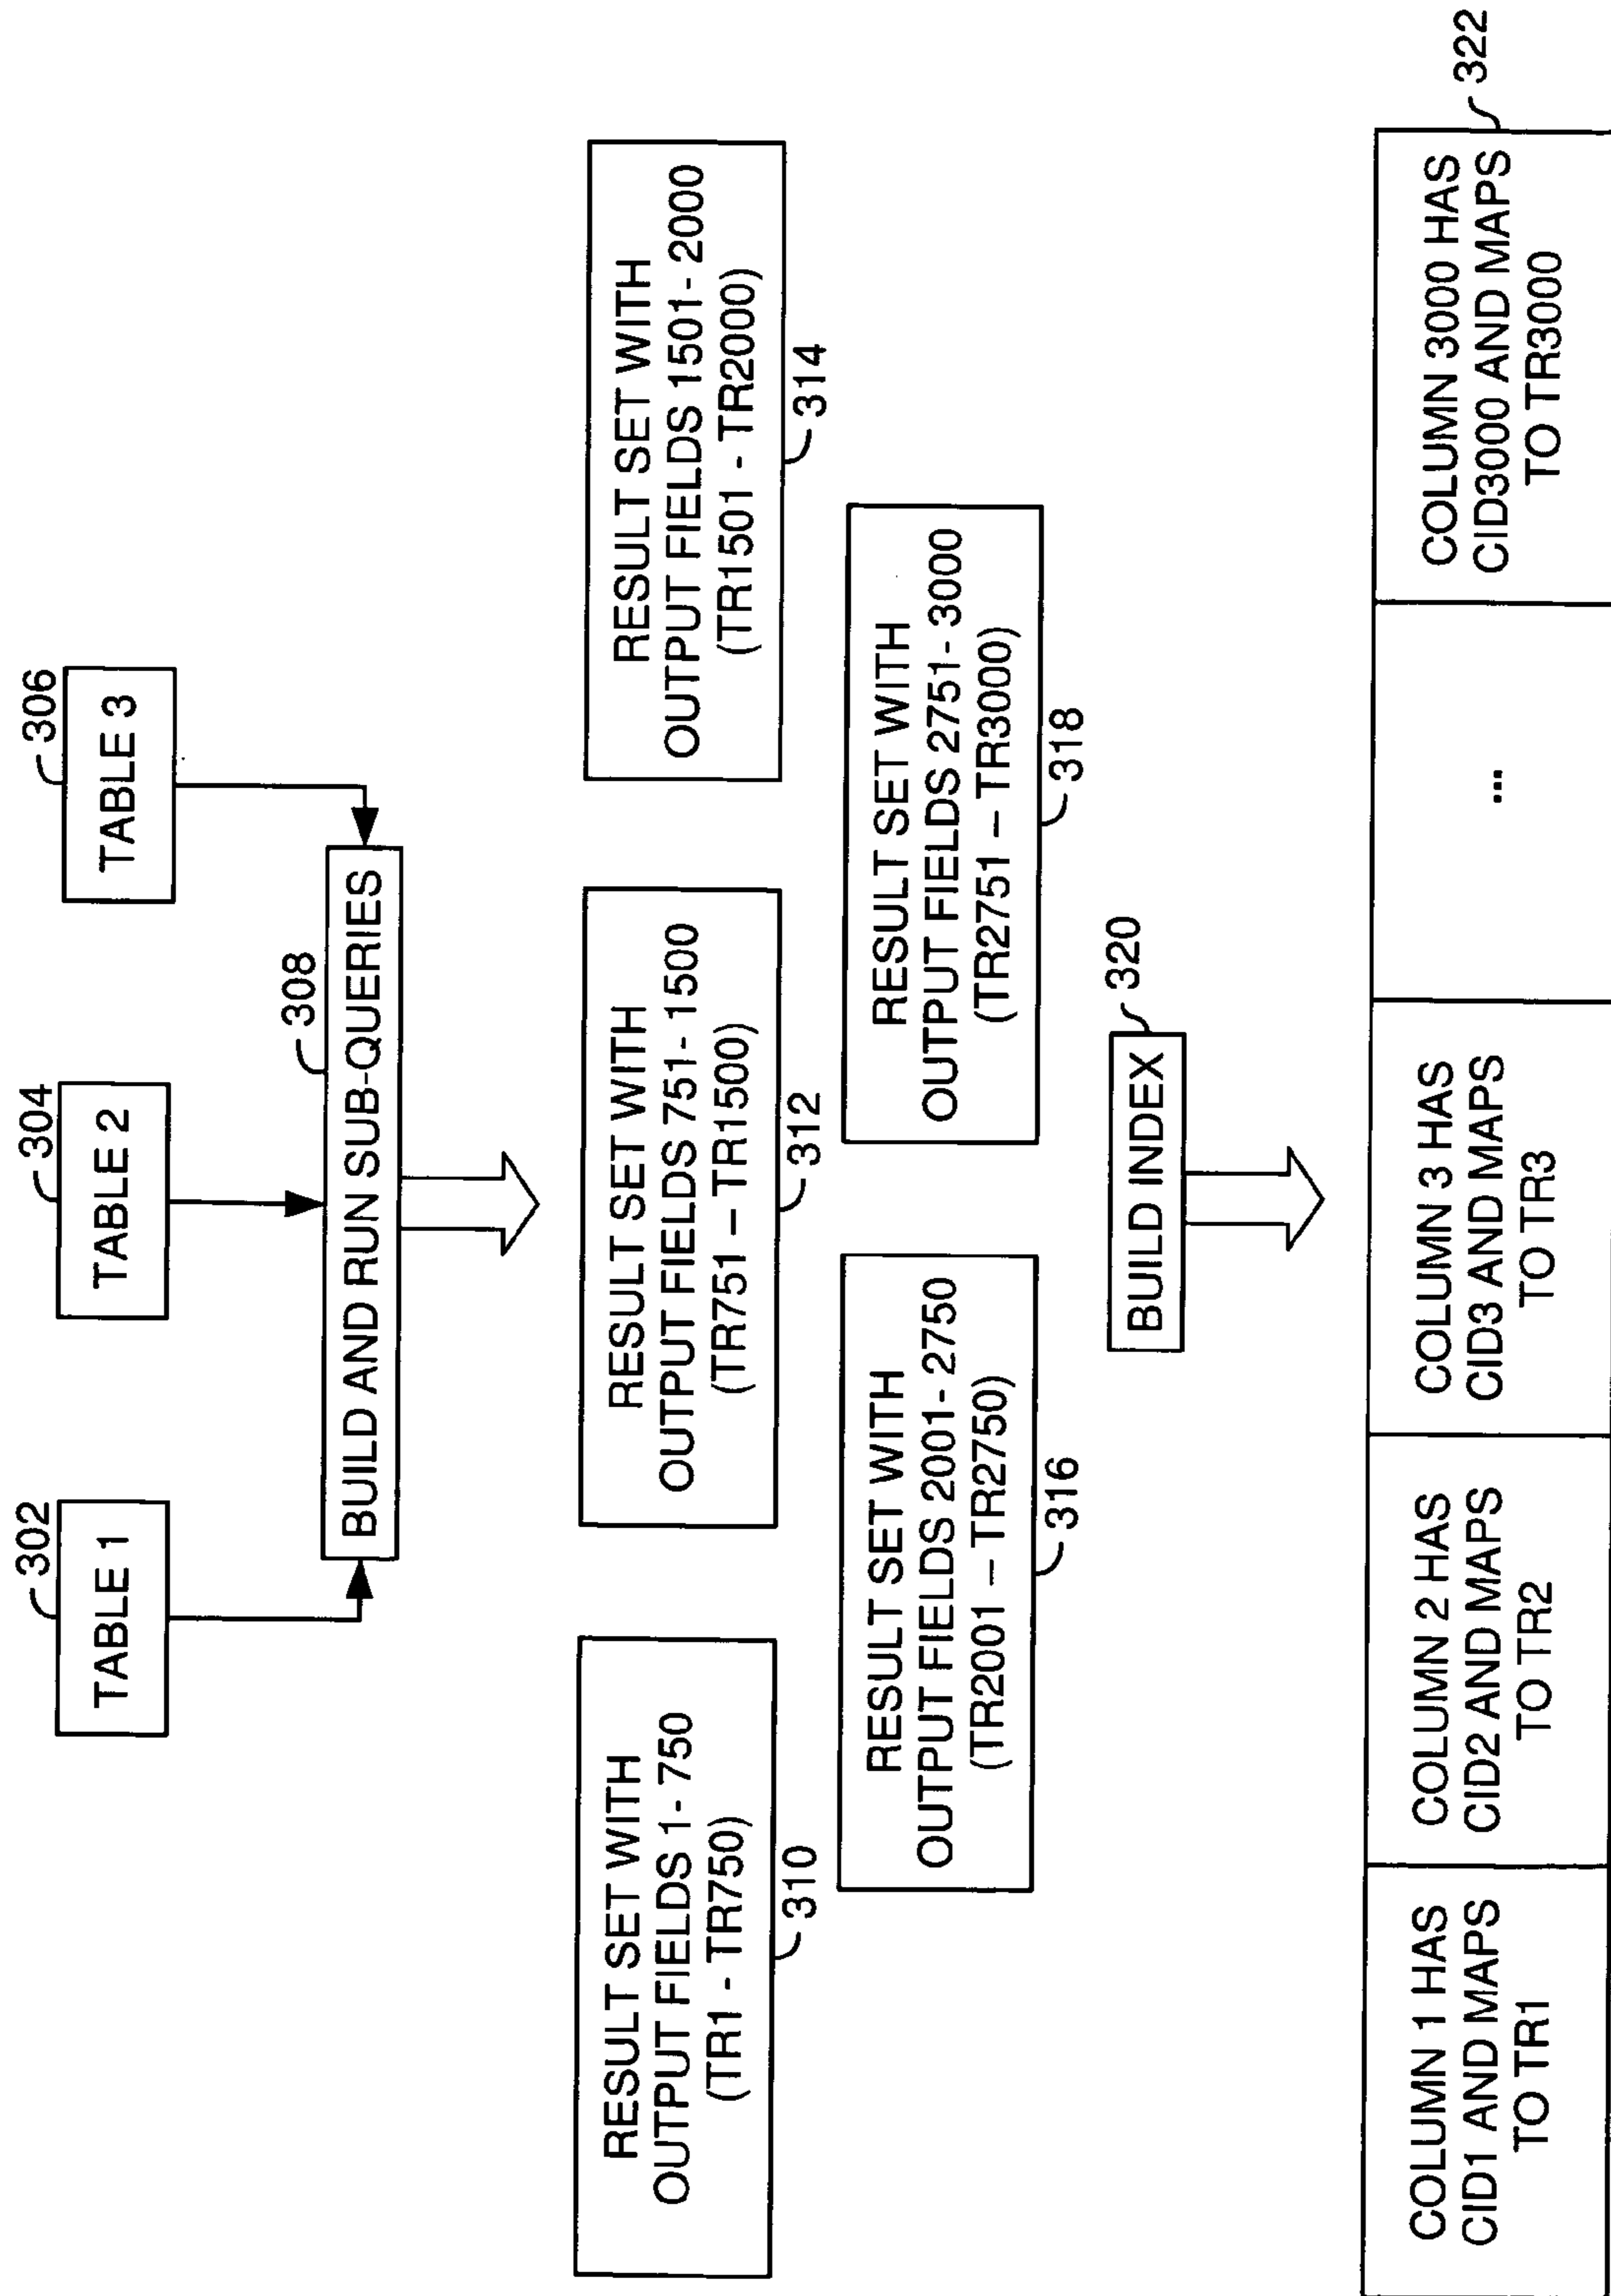 302
304
306
TABLE 1
TABLE 2
TABLE 3
308
BUILD AND RUN SUB-QUERIES
RESULT SET WITH
OUTPUT FIELDS 1- 750
(TR1 - TR750)
310
RESULT SET WITH
OUTPUT FIELDS 751- 1500
(TR751 – TR1500)
312
RESULT SET WITH
OUTPUT FIELDS 1501- 2000
(TR1501 - TR2000)
314
RESULT SET WITH
OUTPUT FIELDS 2001- 2750
(TR2001 – TR2750)
316
RESULT SET WITH
OUTPUT FIELDS 2751- 3000
(TR2751 – TR3000)
318
BUILD INDEX
320
COLUMN 1 HAS
CID1 AND MAPS
TO TR1
COLUMN 2 HAS
CID2 AND MAPS
TO TR2
COLUMN 3 HAS
CID3 AND MAPS
TO TR3
...
COLUMN 3000 HAS
CID3000 AND MAPS
TO TR3000
322